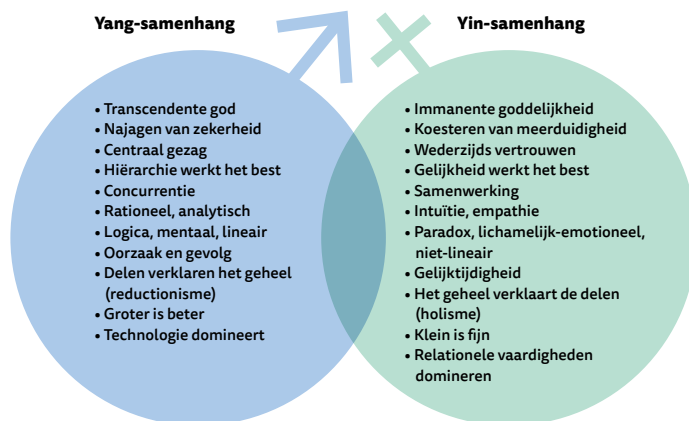 Yang-samenhang
• Transcendente god
• Najagen van zekerheid
• Centraal gezag
• Hiërarchie werkt het best
• Concurrentie
• Rationeel, analytisch
• Logica, mentaal, lineair
• Oorzaak en gevolg
• Delen verklaren het geheel
(reductionisme)
• Groter is beter
• Technologie domineert
Yin-samenhang
• Immanente goddelijkheid
• Koesteren van meerduidigheid
• Wederzijds vertrouwen
• Gelijkheid werkt het best
• Samenwerking
• Intuïtie, empathie
• Paradox, lichamelijk-emotioneel,
niet-lineair
• Gelijktijdigheid
• Het geheel verklaart de delen
(holisme)
• Klein is fijn
• Relationele vaardigheden
domineren